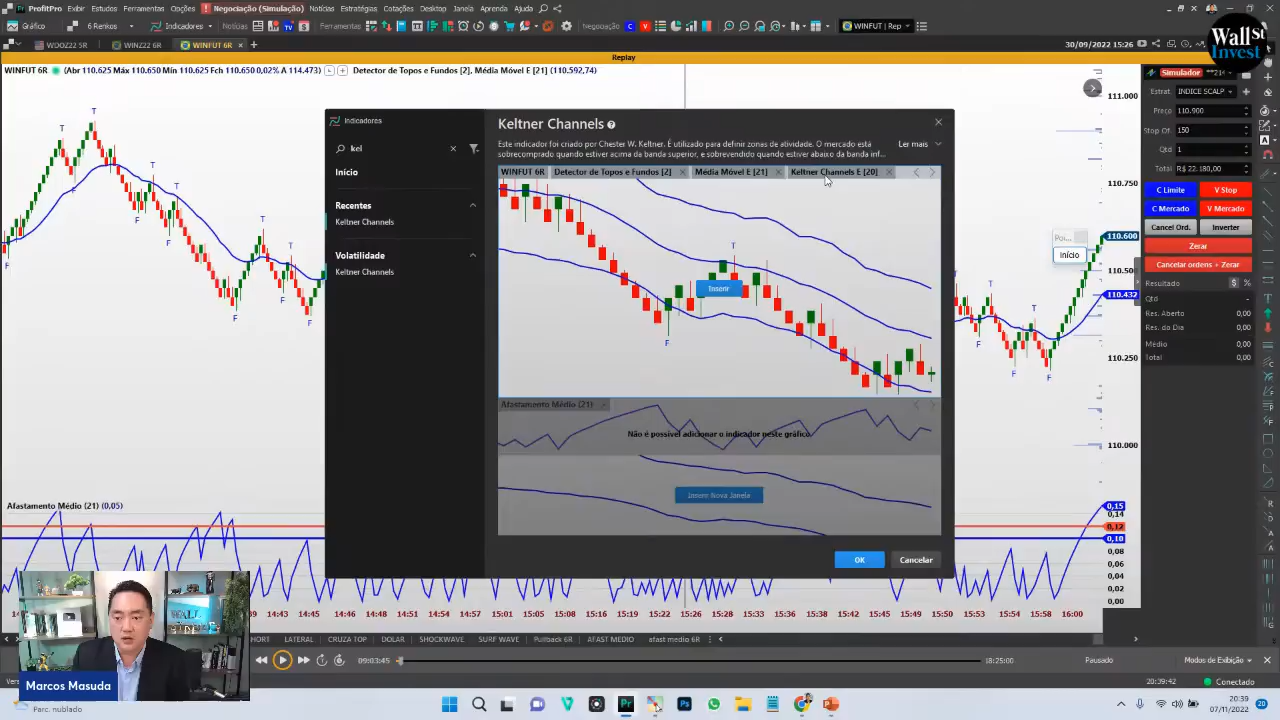 ProfitPro
Arquivo
Editar
Estudos
Ferramentas
Opções
Negociação (Simulação)
Notícias
Estratégias
Cotações
Desktop
Janela
Agenda
Ajuda
Gráfico
6 Renkos
Indicadores
Notícias
Ferramentas
Negociação
C
V
WINFUT | Rep
WDOZ22 5R
WINZ22 6R
WINFUT 6R
30/09/2022 15:26
Wall St
Invest
Replay
WINFUT 6R
(Abr 110.625 Máx 110.650 Mín 110.625 Fch 110.650 0,02% A 114.473)
Detector de Topos e Fundos [2], Média Móvel E [21] (110.592,74)
Simulador
Estrat.
INDICE SCALP
Preço
110.900
Stop Of.
150
Qtd
1
Total
R$ 22.180,00
C Limite
V Stop
C Mercado
V Mercado
Cancel Ord.
Inverter
Zerar
Cancelar ordens + Zerar
Resultado
$
%
Qtd
-
Res. Aberto
0,00
Res. do Dia
0,00
Médio
0,00
Total
0,00
111.000
110.750
110.600
110.500
110.432
110.250
110.000
Início
Indicadores
kel
Início
Recentes
Keltner Channels
Volatilidade
Keltner Channels
Keltner Channels
Este indicador foi criado por Chester W. Keltner. É utilizado para definir zonas de atividade. O mercado está
sobrecomprado quando estiver acima da banda superior, e sobrevendido quando estiver abaixo da banda inf...
Ler mais
WINFUT 6R
Detector de Topos e Fundos [2]
Média Móvel E [21]
Keltner Channels E [20]
T
Inserir
F
Afastamento Médio (21)
Não é possível adicionar o indicador neste gráfico.
Inserir Nova Janela
OK
Cancelar
Afastamento Médio (21) (0,05)
0,15
0,14
0,12
0,10
0,08
0,06
0,04
0,02
0,00
14:43
14:45
14:48
14:50
14:52
14:54
14:57
15:01
15:05
15:08
15:16
15:19
15:22
15:26
15:28
15:33
15:36
15:38
15:42
15:48
15:49
15:50
15:53
15:54
15:58
16:00
LATERAL
CRUZA TOP
DOLAR
SHOCKWAVE
SURF WAVE
Pullback 6R
AFAST MEDIO
afast medio 6R
09:03:45
18:25:00
Pausado
Modos de Exibição
20:39:42
Conectado
Marcos Masuda
Parc. nublado
20:39
07/11/2022
20